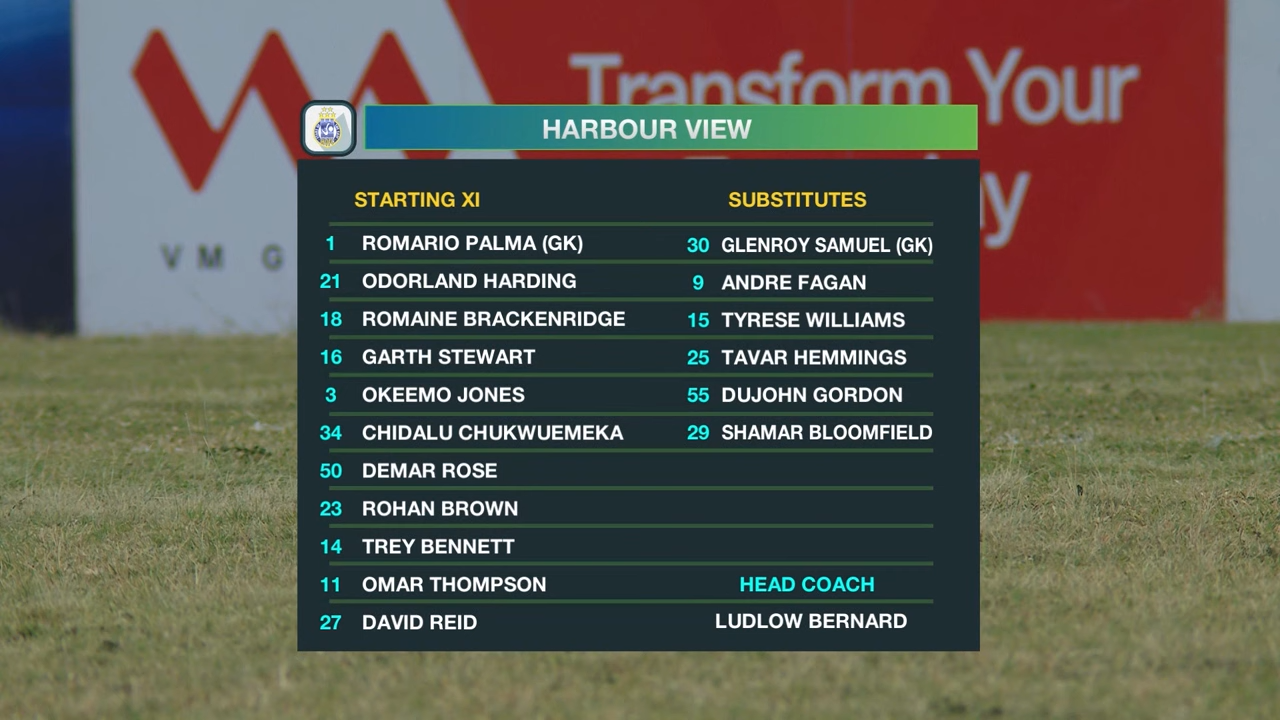 Transform Your
VM G
HARBOUR VIEW
STARTING XI
1 ROMARIO PALMA (GK)
21 ODORLAND HARDING
18 ROMAINE BRACKENRIDGE
16 GARTH STEWART
3 OKEEMO JONES
34 CHIDALU CHUKWUEMEKA
50 DEMAR ROSE
23 ROHAN BROWN
14 TREY BENNETT
11 OMAR THOMPSON
27 DAVID REID
SUBSTITUTES
30 GLENROY SAMUEL (GK)
9 ANDRE FAGAN
15 TYRESE WILLIAMS
25 TAVAR HEMMINGS
55 DUJOHN GORDON
29 SHAMAR BLOOMFIELD
HEAD COACH
LUDLOW BERNARD